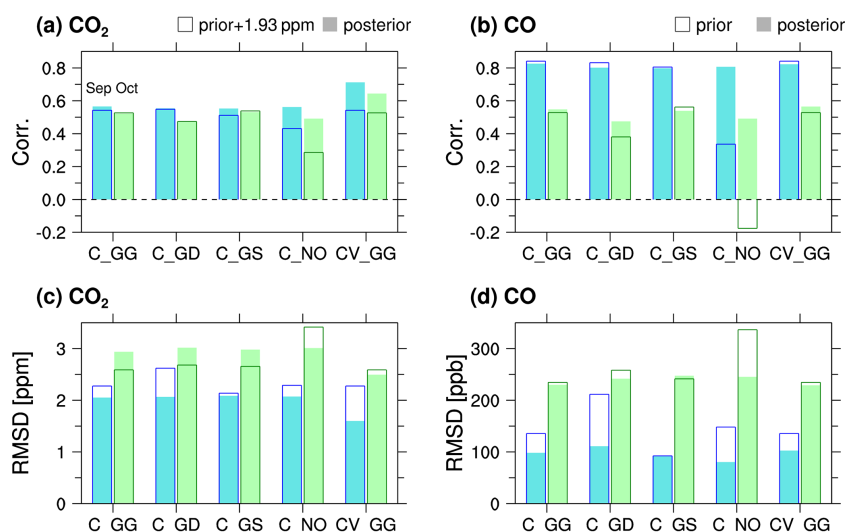 (a) CO₂
prior+1.93 ppm
posterior
Corr.
0.8
0.6
0.4
0.2
0.0
-0.2
Sep Oct
C_GG C_GD C_GS C_NO CV_GG
(b) CO
prior
posterior
Corr.
0.8
0.6
0.4
0.2
0.0
-0.2
C_GG C_GD C_GS C_NO CV_GG
(c) CO₂
RMSD [ppm]
3
2
1
0
C_GG C_GD C_GS C_NO CV_GG
(d) CO
RMSD [ppb]
300
200
100
0
C_GG C_GD C_GS C_NO CV_GG